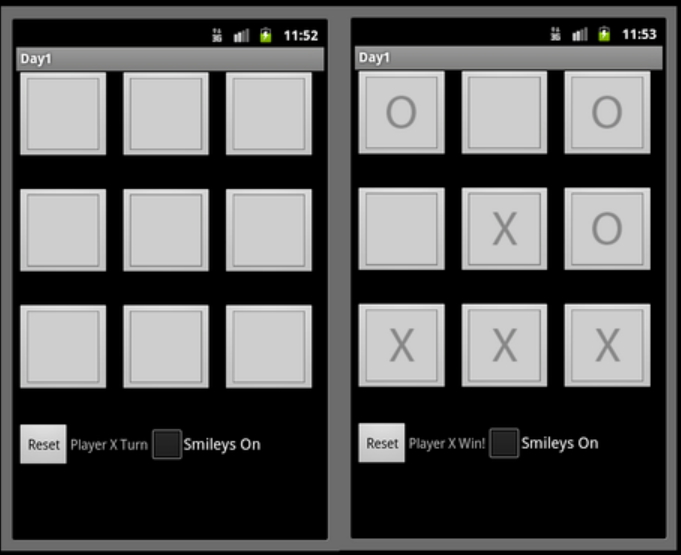 3G 11:52
Day1
Reset Player X Turn Smileys On
3G 11:53
Day1
O O
X O
X X X
Reset Player X Win! Smileys On